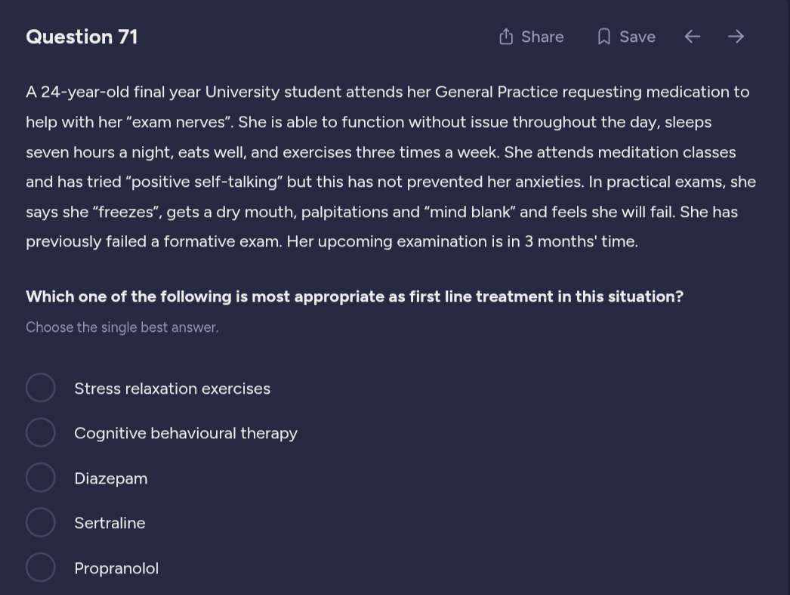 Question 71
Share
Save
A 24-year-old final year University student attends her General Practice requesting medication to
help with her “exam nerves”. She is able to function without issue throughout the day, sleeps
seven hours a night, eats well, and exercises three times a week. She attends meditation classes
and has tried “positive self-talking” but this has not prevented her anxieties. In practical exams, she
says she “freezes”, gets a dry mouth, palpitations and “mind blank” and feels she will fail. She has
previously failed a formative exam. Her upcoming examination is in 3 months' time.
Which one of the following is most appropriate as first line treatment in this situation?
Choose the single best answer.
Stress relaxation exercises
Cognitive behavioural therapy
Diazepam
Sertraline
Propranolol